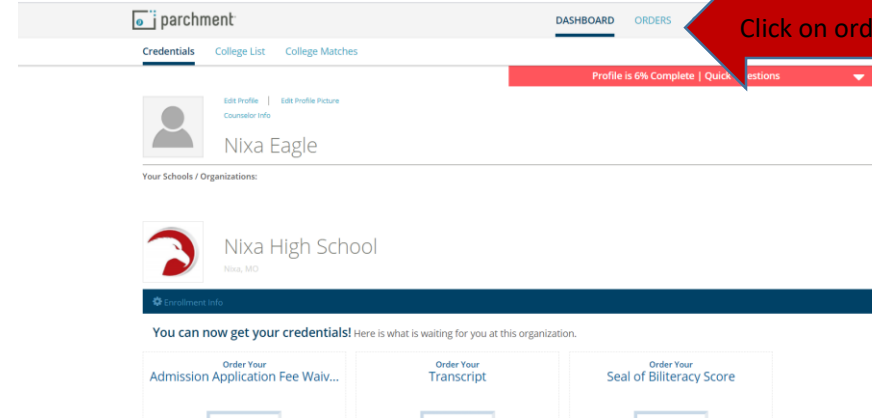 parchment
DASHBOARD ORDERS
Click on ord
Credentials College List College Matches
Profile is 6% Complete | Quick
Edit Profile | Edit Profile Picture
Counselor Info
Nixa Eagle
Your Schools / Organizations:
Nixa High School
Nixa, MO
Enrollment Info
You can now get your credentials! Here is what is waiting for you at this organization.
Order Your
Admission Application Fee Waiv...
Order Your
Transcript
Order Your
Seal of Biliteracy Score